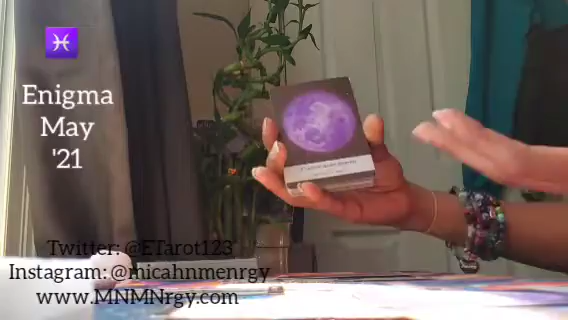 ♓
Enigma
May
'21
Twitter: @ETarot123
Instagram: @micahnmenrgy
www.MNMNrgy.com